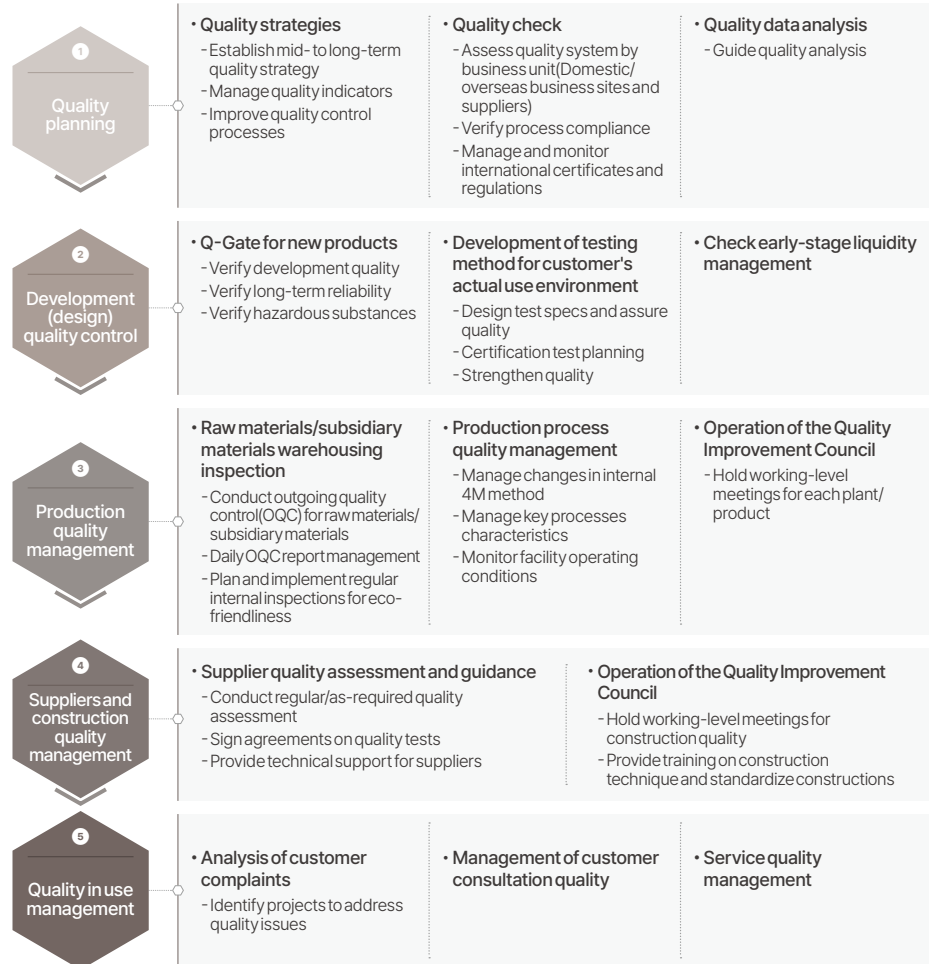 1
Quality
planning
• Quality strategies
- Establish mid- to long-term
quality strategy
- Manage quality indicators
- Improve quality control
processes
• Quality check
- Assess quality system by
business unit(Domestic/
overseas business sites and
suppliers)
- Verify process compliance
- Manage and monitor
international certificates and
regulations
• Quality data analysis
- Guide quality analysis
2
Development
(design)
quality control
• Q-Gate for new products
- Verify development quality
- Verify long-term reliability
- Verify hazardous substances
• Development of testing
method for customer's
actual use environment
- Design test specs and assure
quality
- Certification test planning
- Strengthen quality
• Check early-stage liquidity
management
3
Production
quality
management
• Raw materials/subsidiary
materials warehousing
inspection
- Conduct outgoing quality
control(OQC) for raw materials/
subsidiary materials
- Daily OQC report management
- Plan and implement regular
internal inspections for eco-
friendliness
• Production process
quality management
- Manage changes in internal
4M method
- Manage key processes
characteristics
- Monitor facility operating
conditions
• Operation of the Quality
Improvement Council
- Hold working-level
meetings for each plant/
product
4
Suppliers and
construction
quality
management
• Supplier quality assessment and guidance
- Conduct regular/as-required quality
assessment
- Sign agreements on quality tests
- Provide technical support for suppliers
• Operation of the Quality Improvement
Council
- Hold working-level meetings for
construction quality
- Provide training on construction
technique and standardize constructions
5
Quality in use
management
• Analysis of customer
complaints
- Identify projects to address
quality issues
• Management of customer
consultation quality
• Service quality
management